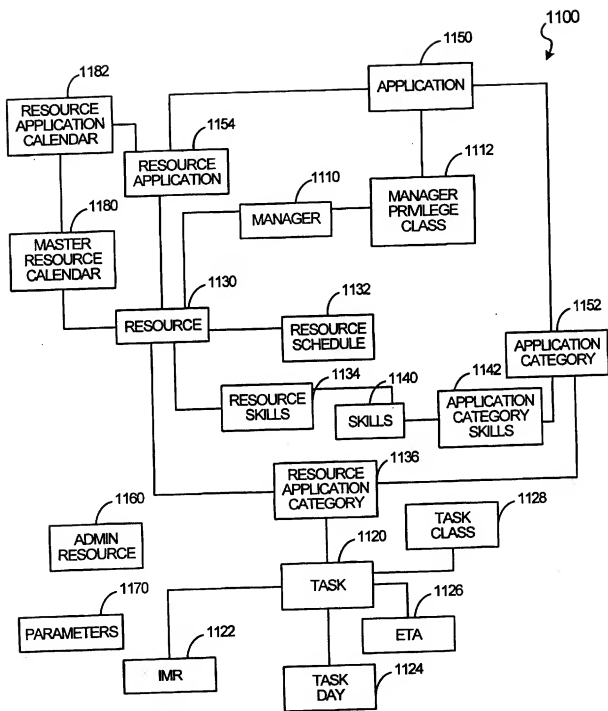 1100
1150
APPLICATION
1182
RESOURCE
APPLICATION
CALENDAR
1154
RESOURCE
APPLICATION
1112
MANAGER
PRIVILEGE
CLASS
1110
MANAGER
1180
MASTER
RESOURCE
CALENDAR
1130
RESOURCE
1132
RESOURCE
SCHEDULE
1152
APPLICATION
CATEGORY
1134
RESOURCE
SKILLS
1140
SKILLS
1142
APPLICATION
CATEGORY
SKILLS
1136
RESOURCE
APPLICATION
CATEGORY
1128
TASK
CLASS
1160
ADMIN
RESOURCE
1120
TASK
1126
ETA
1170
PARAMETERS
1122
IMR
1124
TASK
DAY